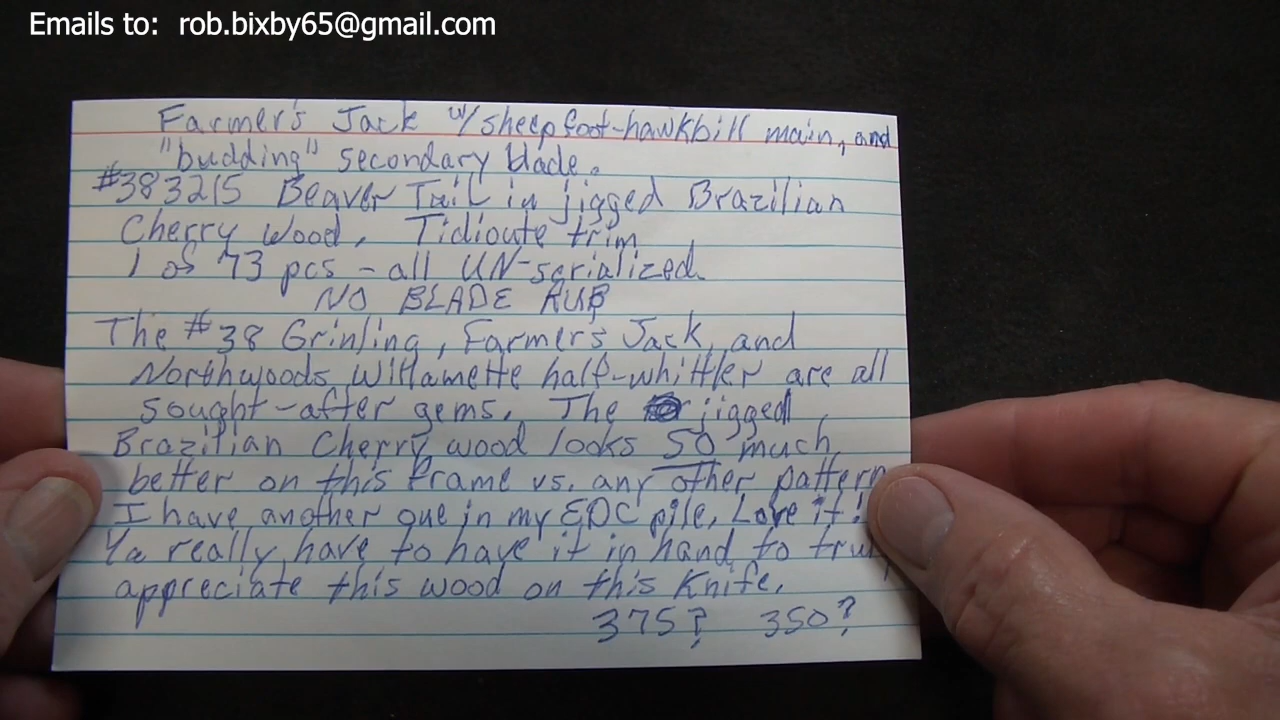 Emails to: rob.bixby65@gmail.com
Farmer's Jack w/sheepfoot-hawkbill main, and
"budding" secondary blade.
#383215 Beaver Tail in jigged Brazilian
Cherry Wood, Tidioute trim
1 of 73 pcs - all UN-serialized
NO BLADE RUB
The #38 Grinling, Farmer's Jack, and
Northwoods Willamette half-whittler are all
sought-after gems. The jigged
Brazilian Cherry wood looks SO much
better on this frame vs. any other pattern
I have another one in my EDC pile, Love it!
Ya really have to have it in hand to
appreciate this wood on this Knife.
375? 350?